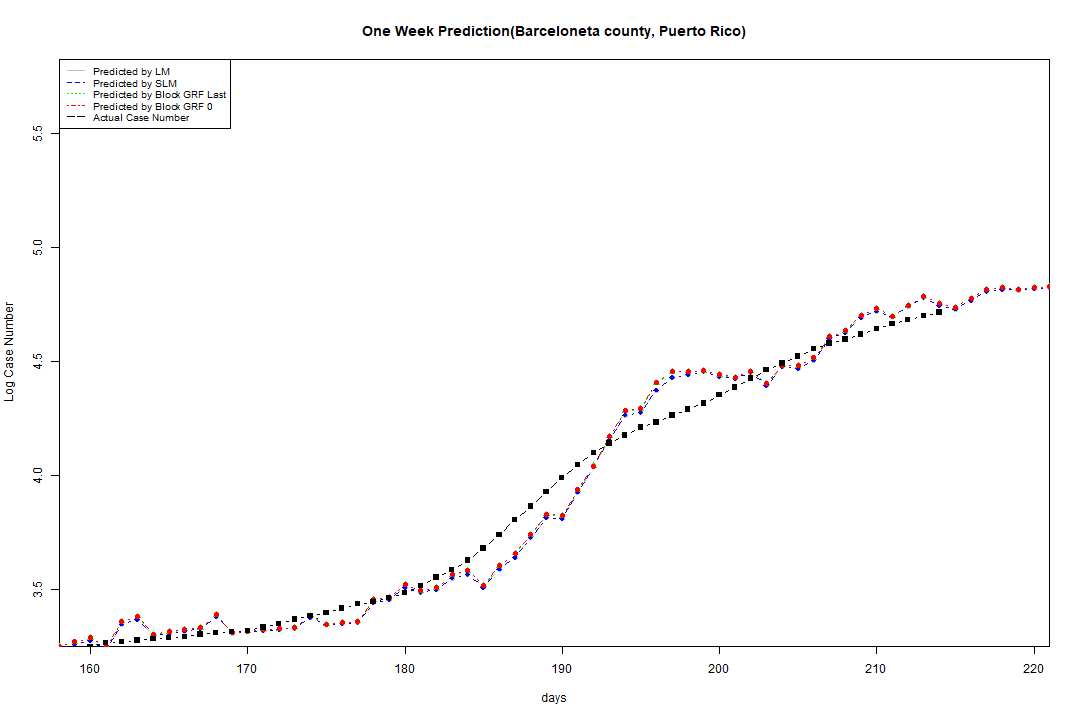 One Week Prediction(Barceloneta county, Puerto Rico)
Predicted by LM
Predicted by SLM
Predicted by Block GRF Last
Predicted by Block GRF 0
Actual Case Number
5.5
5.0
4.5
4.0
3.5
Log Case Number
160 170 180 190 200 210 220
days